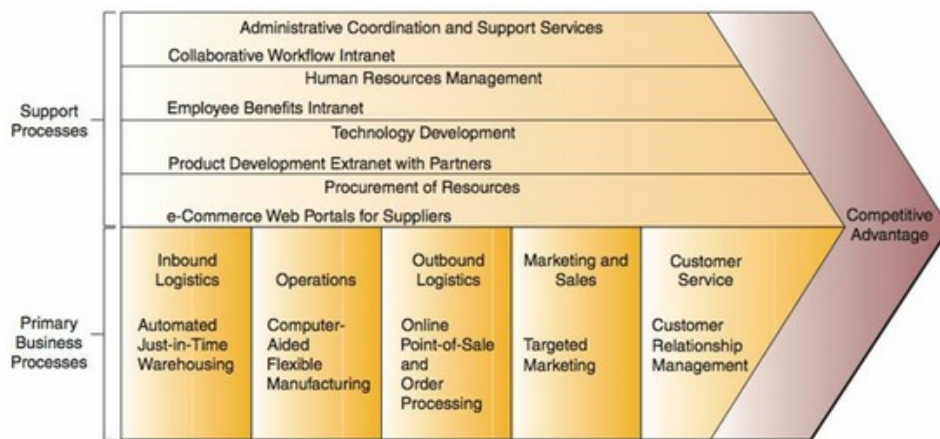 Administrative Coordination and Support Services
Collaborative Workflow Intranet
Human Resources Management
Employee Benefits Intranet
Support
Processes
Technology Development
Product Development Extranet with Partners
Procurement of Resources
e-Commerce Web Portals for Suppliers
Competitive
Advantage
Inbound
Logistics
Automated
Just-in-Time
Warehousing
Operations
Computer-
Aided
Flexible
Manufacturing
Outbound
Logistics
Online
Point-of-Sale
and
Order
Processing
Marketing and
Sales
Targeted
Marketing
Customer
Service
Customer
Relationship
Management
Primary
Business
Processes